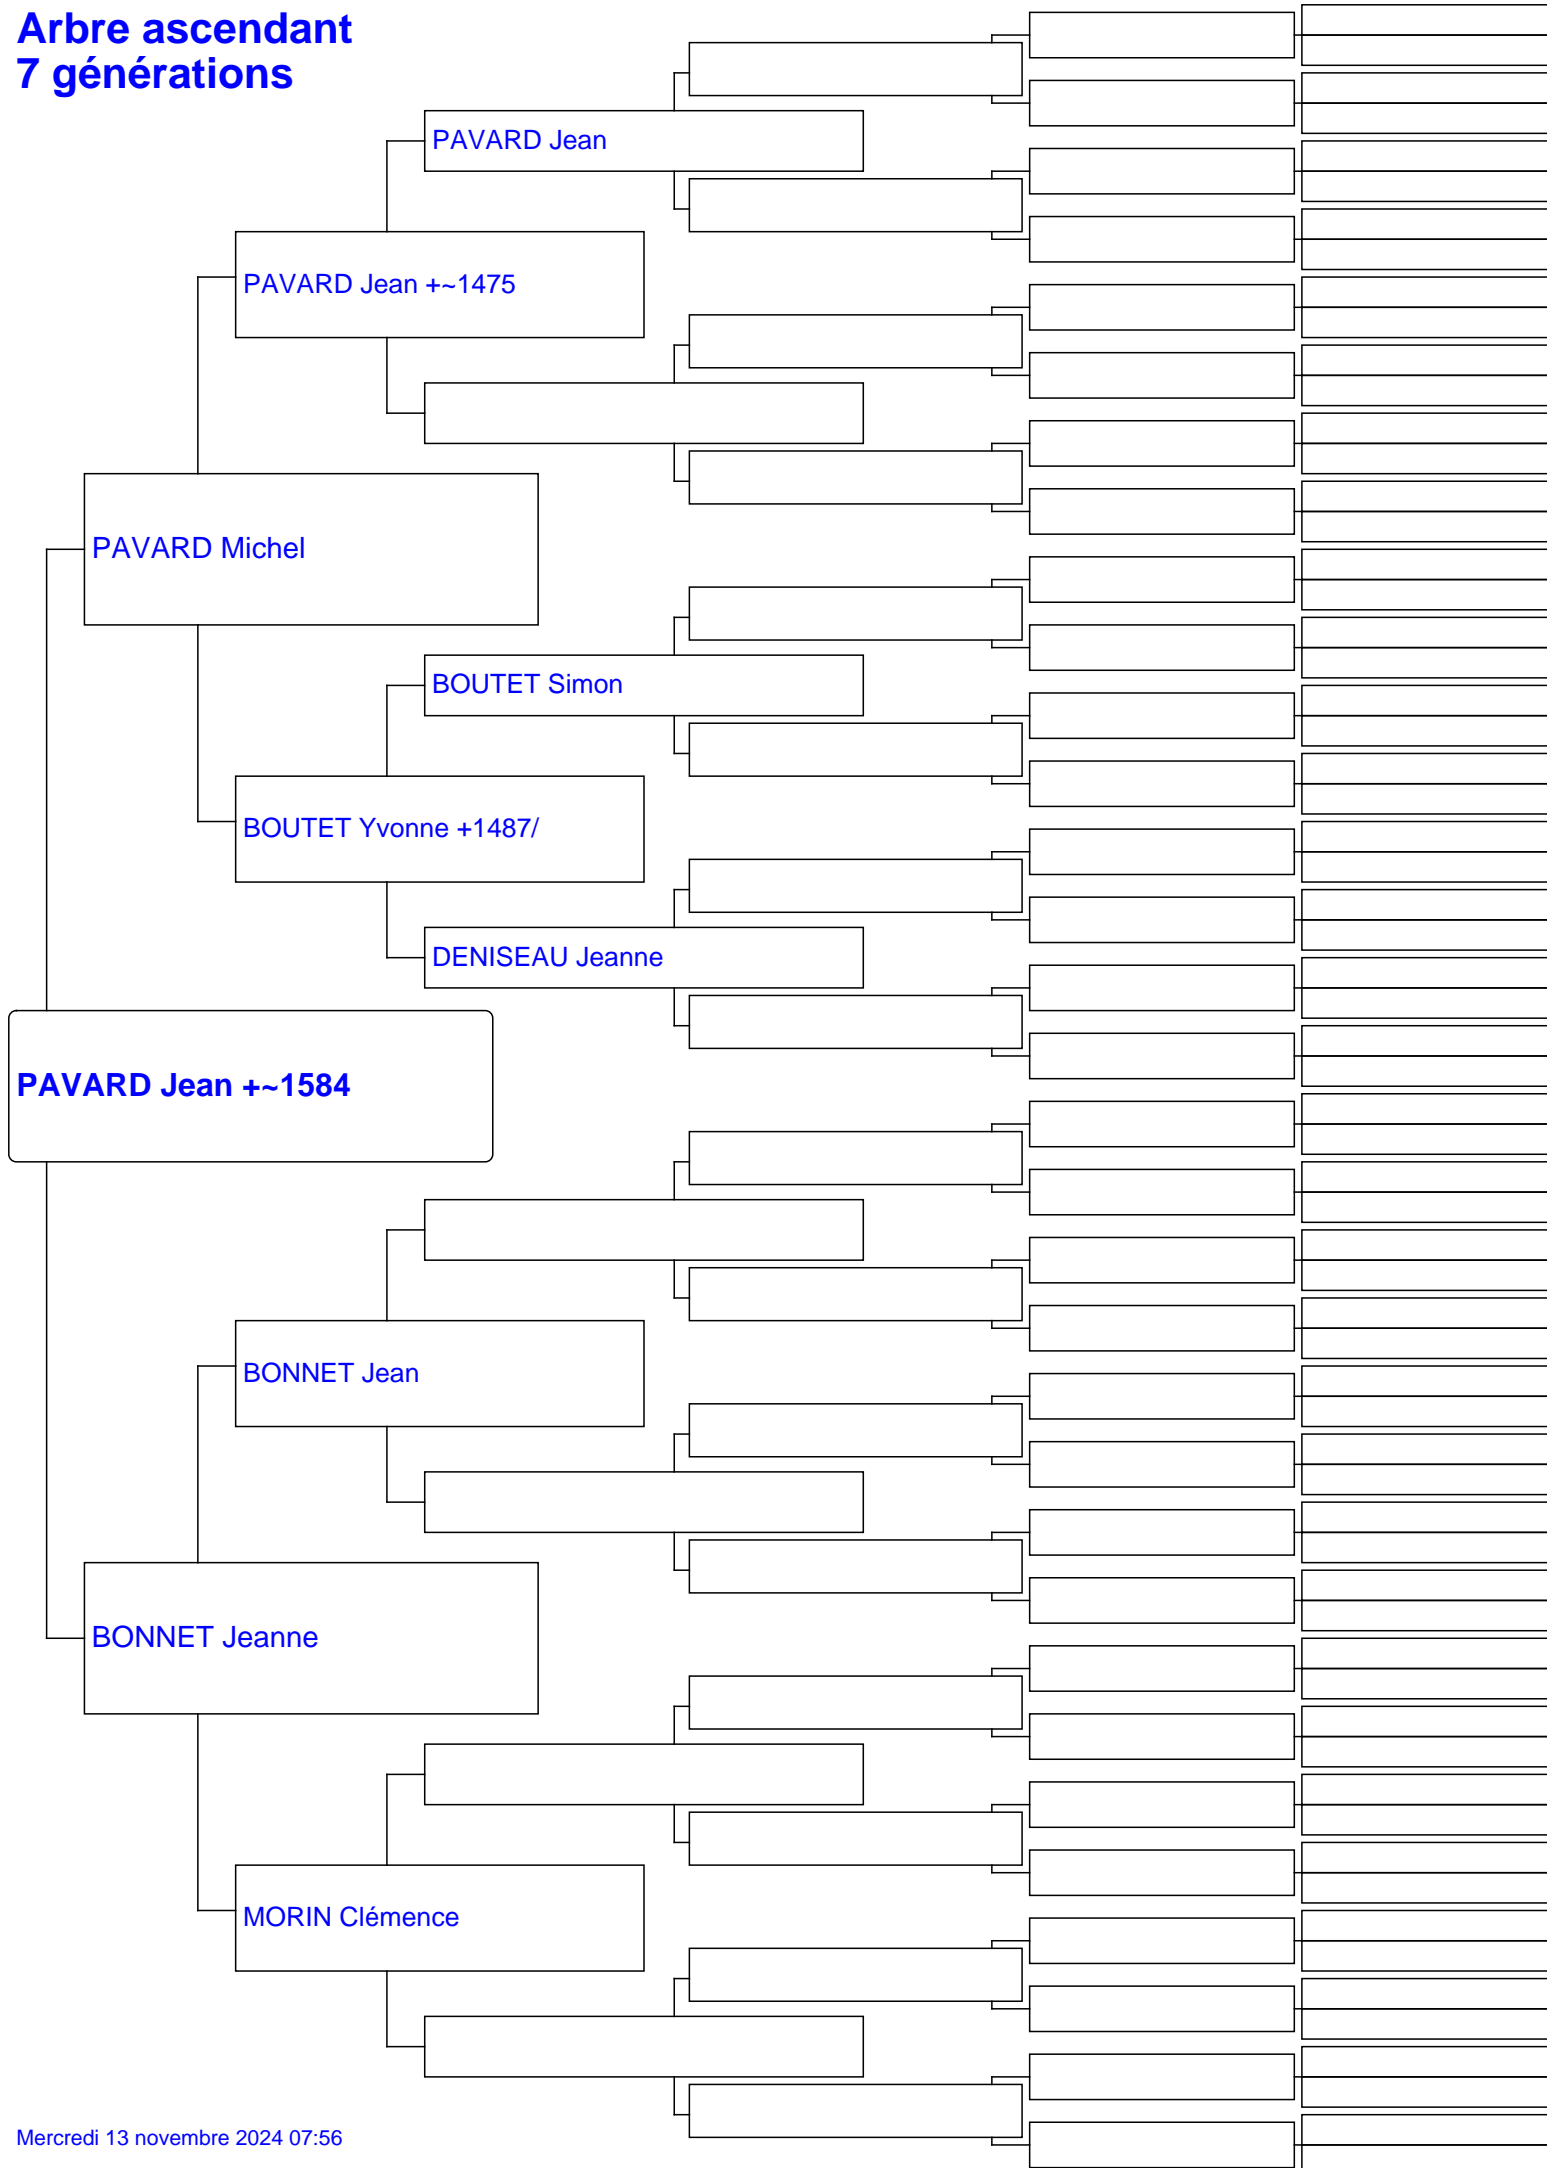 Arbre ascendant
7 générations
PAVARD Jean
PAVARD Jean +~1475
PAVARD Michel
BOUTET Simon
BOUTET Yvonne +1487/
DENISEAU Jeanne
PAVARD Jean +~1584
BONNET Jean
BONNET Jeanne
MORIN Clémence
Mercredi 13 novembre 2024 07:56